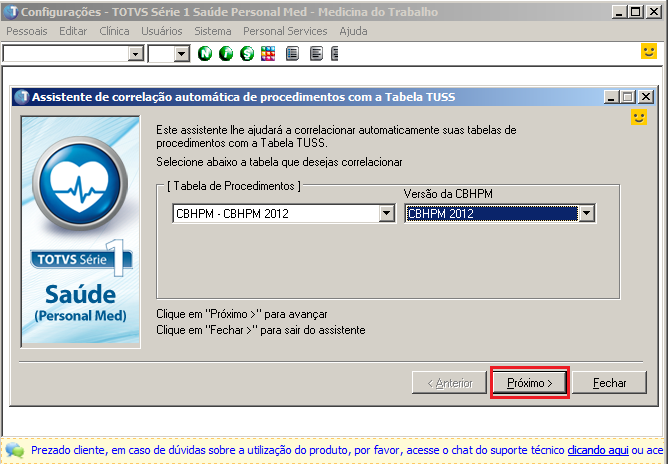 Configurações - TOTVS Série 1 Saúde Personal Med - Medicina do Trabalho
Pessoais Editar Clínica Usuários Sistema Personal Services Ajuda
Assistente de correlação automática de procedimentos com a Tabela TUSS
Este assistente lhe ajudará a correlacionar automaticamente suas tabelas de
procedimentos com a Tabela TUSS.
Selecione abaixo a tabela que desejas correlacionar
[ Tabela de Procedimentos ]
Versão da CBHPM
CBHPM - CBHPM 2012
CBHPM 2012
TOTVS Série 1
Saúde
(Personal Med)
Clique em "Próximo >" para avançar
Clique em "Fechar >" para sair do assistente
< Anterior
Próximo >
Fechar
Prezado cliente, em caso de dúvidas sobre a utilização do produto, por favor, acesse o chat do suporte técnico clicando aqui ou ace